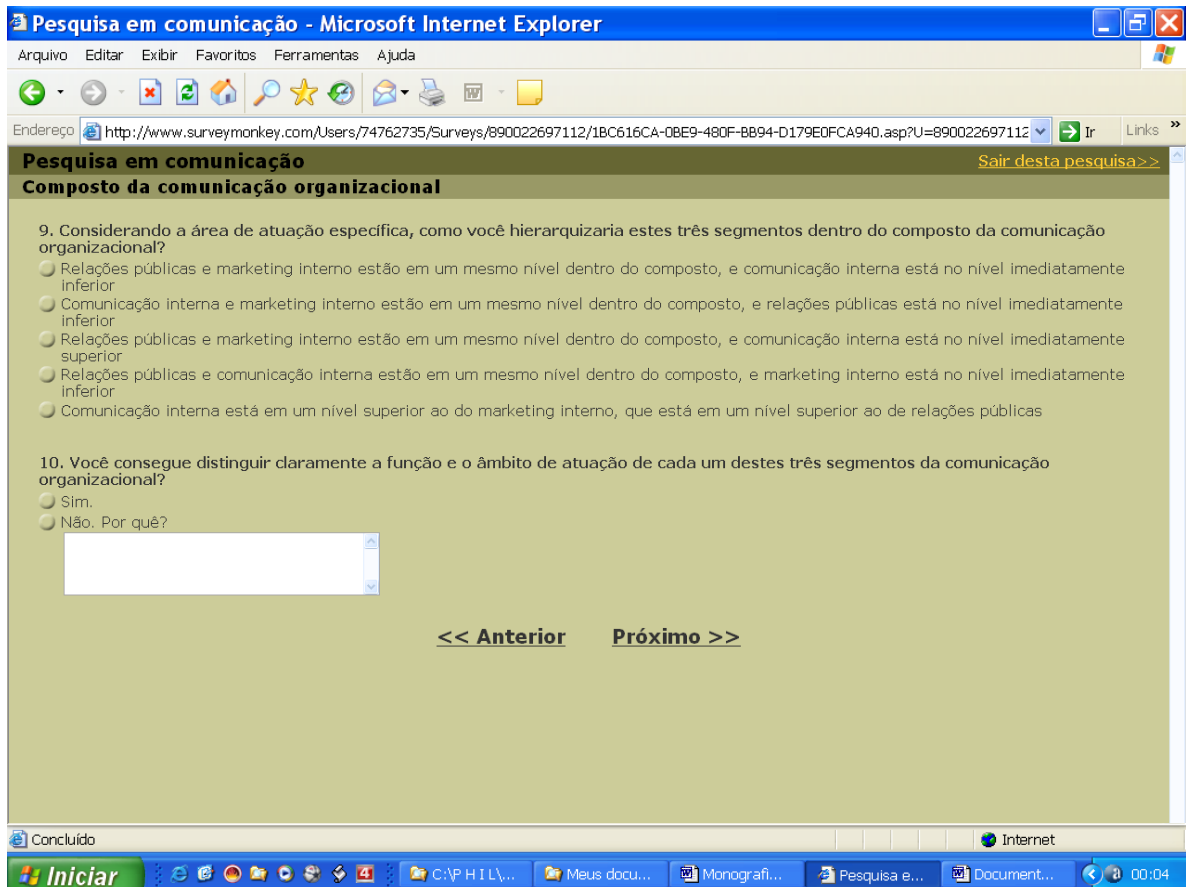 Pesquisa em comunicação - Microsoft Internet Explorer
Arquivo Editar Exibir Favoritos Ferramentas Ajuda
Endereço http://www.surveymonkey.com/Users/74762735/Surveys/890022697112/1BC616CA-0BE9-480F-BB94-D179E0FCA940.asp?U=890022697112 Ir Links »
Pesquisa em comunicação Sair desta pesquisa>>
Composto da comunicação organizacional
9. Considerando a área de atuação específica, como você hierarquizaria estes três segmentos dentro do composto da comunicação
organizacional?
Relações públicas e marketing interno estão em um mesmo nível dentro do composto, e comunicação interna está no nível imediatamente
inferior
Comunicação interna e marketing interno estão em um mesmo nível dentro do composto, e relações públicas está no nível imediatamente
inferior
Relações públicas e marketing interno estão em um mesmo nível dentro do composto, e comunicação interna está no nível imediatamente
superior
Relações públicas e comunicação interna estão em um mesmo nível dentro do composto, e marketing interno está no nível imediatamente
inferior
Comunicação interna está em um nível superior ao do marketing interno, que está em um nível superior ao de relações públicas
10. Você consegue distinguir claramente a função e o âmbito de atuação de cada um destes três segmentos da comunicação
organizacional?
Sim.
Não. Por quê?
<< Anterior Próximo >>
Concluído Internet
Iniciar 4 C:\P H I L\... Meus docu... Monografi... Pesquisa e... Document... 00:04